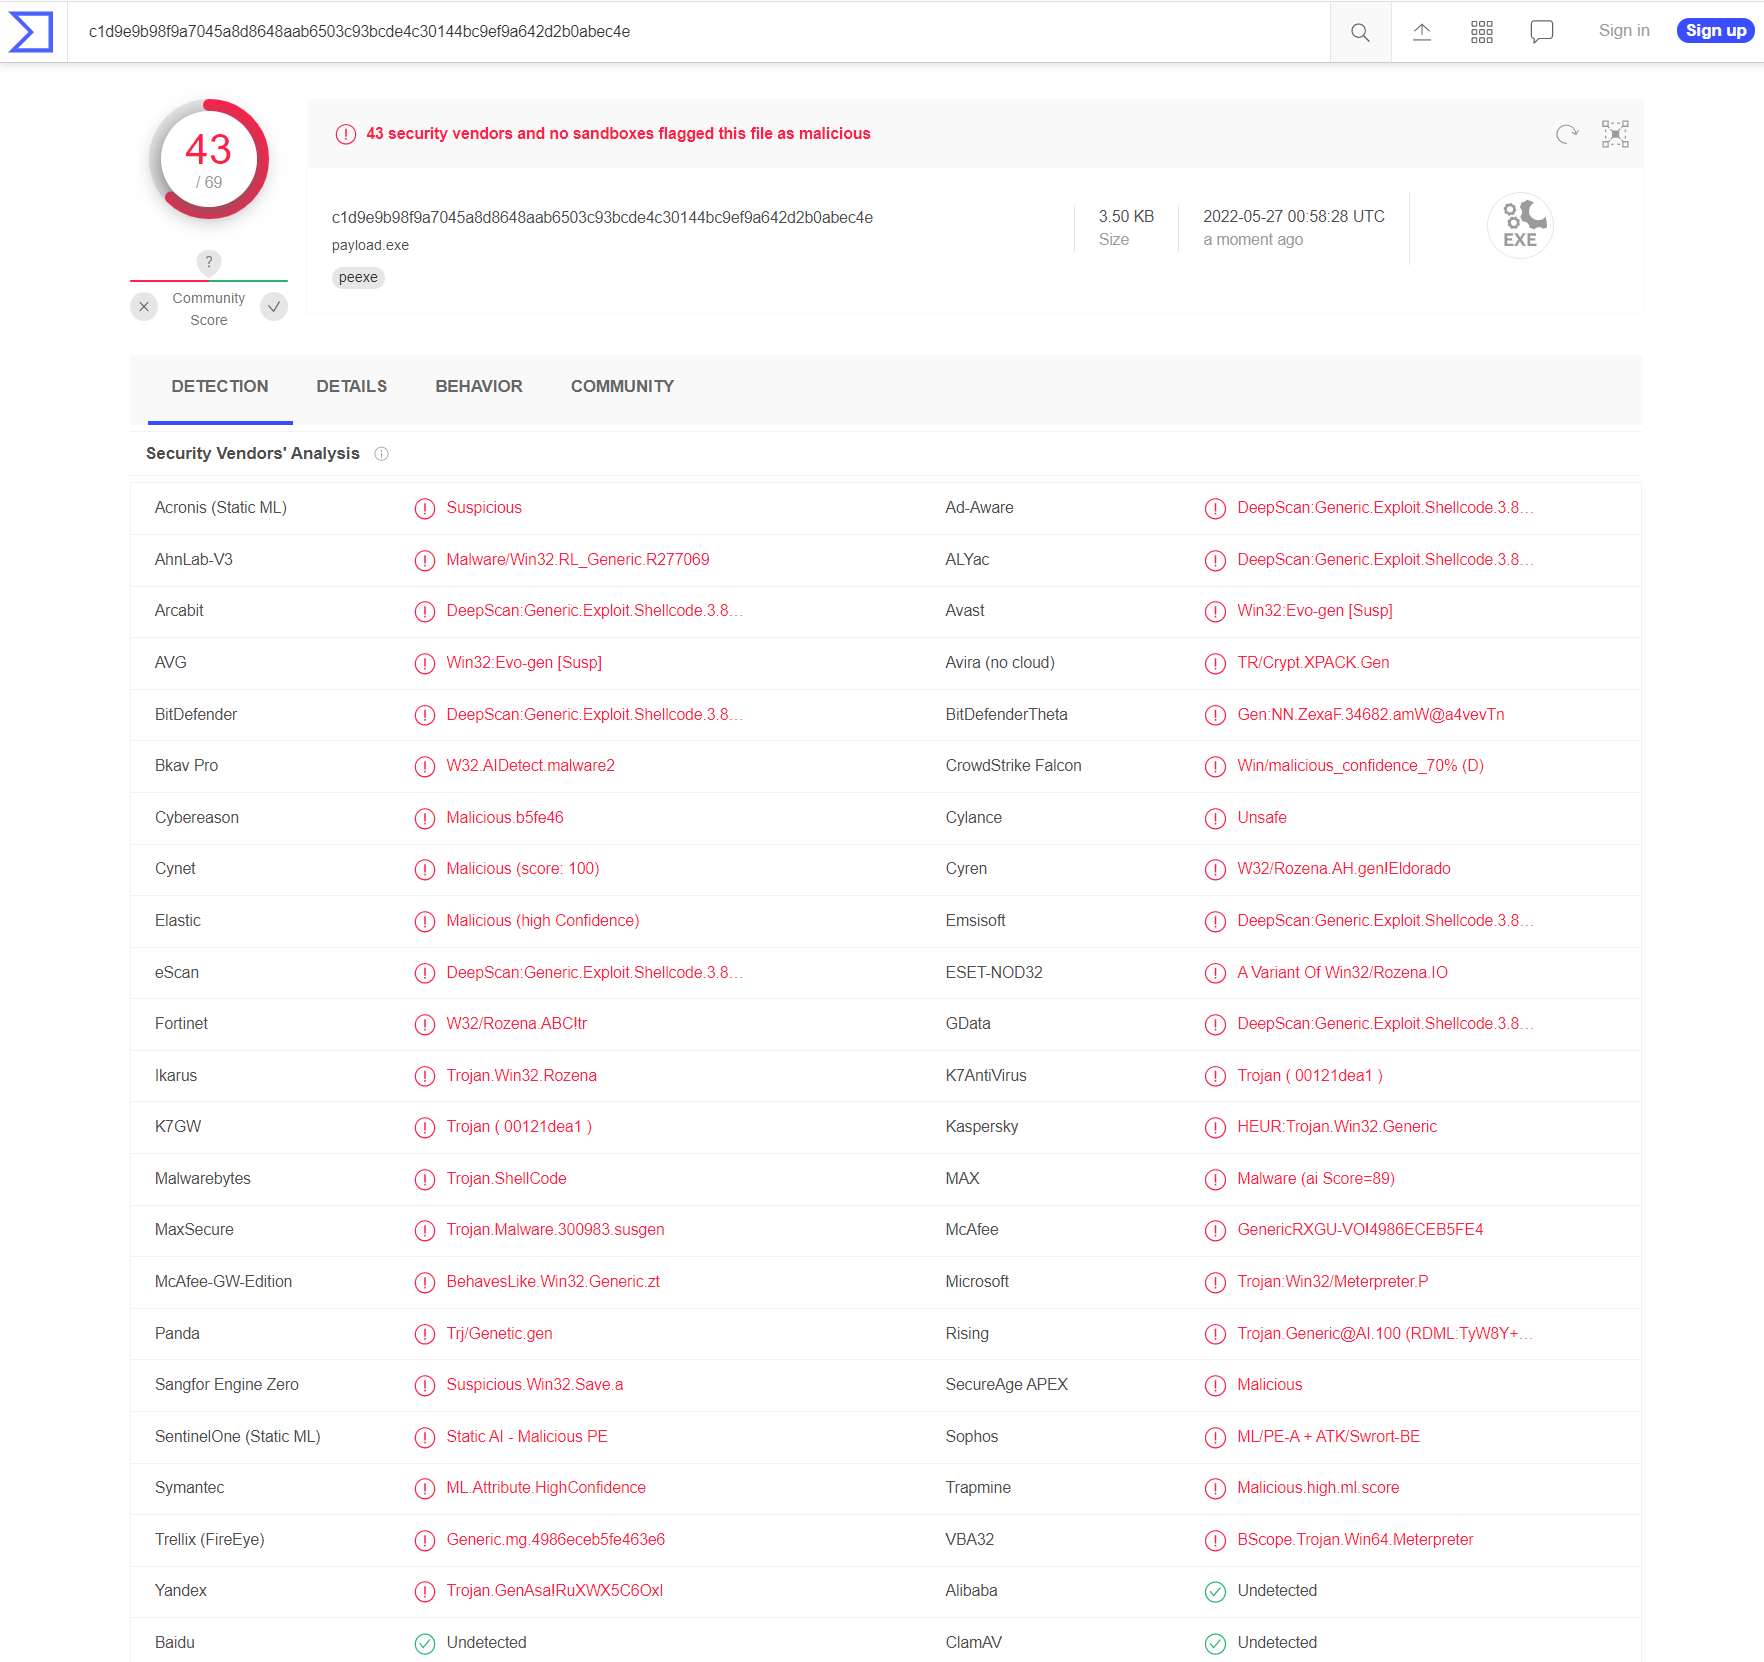 c1d9e9b98f9a7045a8d8648aab6503c93bcde4c30144bc9ef9a642d2b0abec4e
Sign in
Sign up
43
/ 69
43 security vendors and no sandboxes flagged this file as malicious
c1d9e9b98f9a7045a8d8648aab6503c93bcde4c30144bc9ef9a642d2b0abec4e
payload.exe
peexe
3.50 KB
Size
2022-05-27 00:58:28 UTC
a moment ago
EXE
?
Community
Score
DETECTION DETAILS BEHAVIOR COMMUNITY
Security Vendors' Analysis
Acronis (Static ML) Suspicious Ad-Aware DeepScan:Generic.Exploit.Shellcode.3.8...
AhnLab-V3 Malware/Win32.RL_Generic.R277069 ALYac DeepScan:Generic.Exploit.Shellcode.3.8...
Arcabit DeepScan:Generic.Exploit.Shellcode.3.8... Avast Win32:Evo-gen [Susp]
AVG Win32:Evo-gen [Susp] Avira (no cloud) TR/Crypt.XPACK.Gen
BitDefender DeepScan:Generic.Exploit.Shellcode.3.8... BitDefenderTheta Gen:NN.ZexaF.34682.amW@a4vevTn
Bkav Pro W32.AIDetect.malware2 CrowdStrike Falcon Win/malicious_confidence_70% (D)
Cybereason Malicious.b5fe46 Cylance Unsafe
Cynet Malicious (score: 100) Cyren W32/Rozena.AH.gen!Eldorado
Elastic Malicious (high Confidence) Emsisoft DeepScan:Generic.Exploit.Shellcode.3.8...
eScan DeepScan:Generic.Exploit.Shellcode.3.8... ESET-NOD32 A Variant Of Win32/Rozena.IO
Fortinet W32/Rozena.ABC!tr GData DeepScan:Generic.Exploit.Shellcode.3.8...
Ikarus Trojan.Win32.Rozena K7AntiVirus Trojan ( 00121dea1 )
K7GW Trojan ( 00121dea1 ) Kaspersky HEUR:Trojan.Win32.Generic
Malwarebytes Trojan.ShellCode MAX Malware (ai Score=89)
MaxSecure Trojan.Malware.300983.susgen McAfee GenericRXGU-VO!4986ECEB5FE4
McAfee-GW-Edition BehavesLike.Win32.Generic.zt Microsoft Trojan:Win32/Meterpreter.P
Panda Trj/Genetic.gen Rising Trojan.Generic@AI.100 (RDML:TyW8Y+...
Sangfor Engine Zero Suspicious.Win32.Save.a SecureAge APEX Malicious
SentinelOne (Static ML) Static AI - Malicious PE Sophos ML/PE-A + ATK/Swrort-BE
Symantec ML.Attribute.HighConfidence Trapmine Malicious.high.ml.score
Trellix (FireEye) Generic.mg.4986eceb5fe463e6 VBA32 BScope.Trojan.Win64.Meterpreter
Yandex Trojan.GenAsa!RuXWX5C6OxI Alibaba Undetected
Baidu Undetected ClamAV Undetected